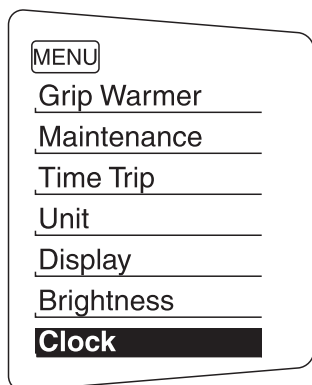 MENU
Grip Warmer
Maintenance
Time Trip
Unit
Display
Brightness
Clock